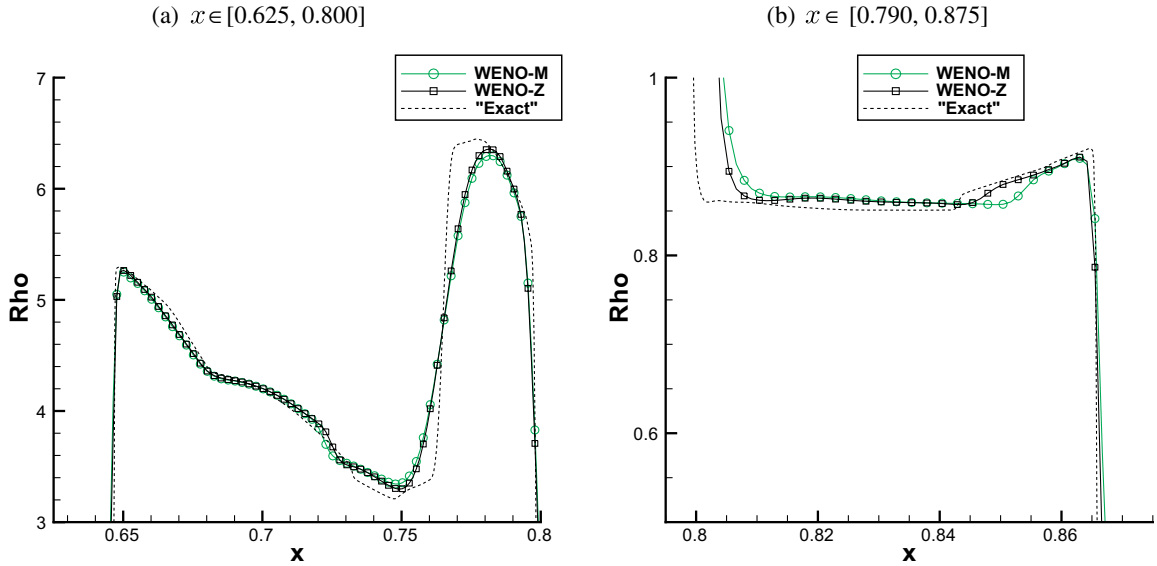 (a) x∈[0.625, 0.800]
7
6
5
4
3
Rho
WENO-M
WENO-Z
"Exact"
0.65
0.7
0.75
0.8
x
(b) x∈ [0.790, 0.875]
1
0.8
0.6
Rho
WENO-M
WENO-Z
"Exact"
0.8
0.82
0.84
0.86
x